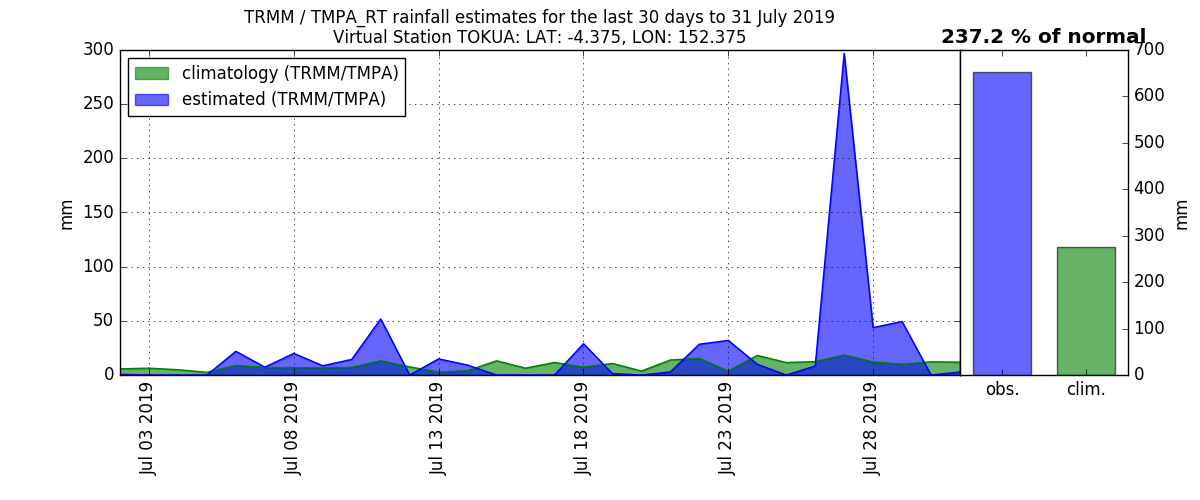 TRMM / TMPA_RT rainfall estimates for the last 30 days to 31 July 2019
Virtual Station TOKUA: LAT: -4.375, LON: 152.375
237.2 % of normal
climatology (TRMM/TMPA)
estimated (TRMM/TMPA)
300
250
200
150
100
50
0
mm
Jul 03 2019
Jul 08 2019
Jul 13 2019
Jul 18 2019
Jul 23 2019
Jul 28 2019
700
600
500
400
300
200
100
0
mm
obs.
clim.